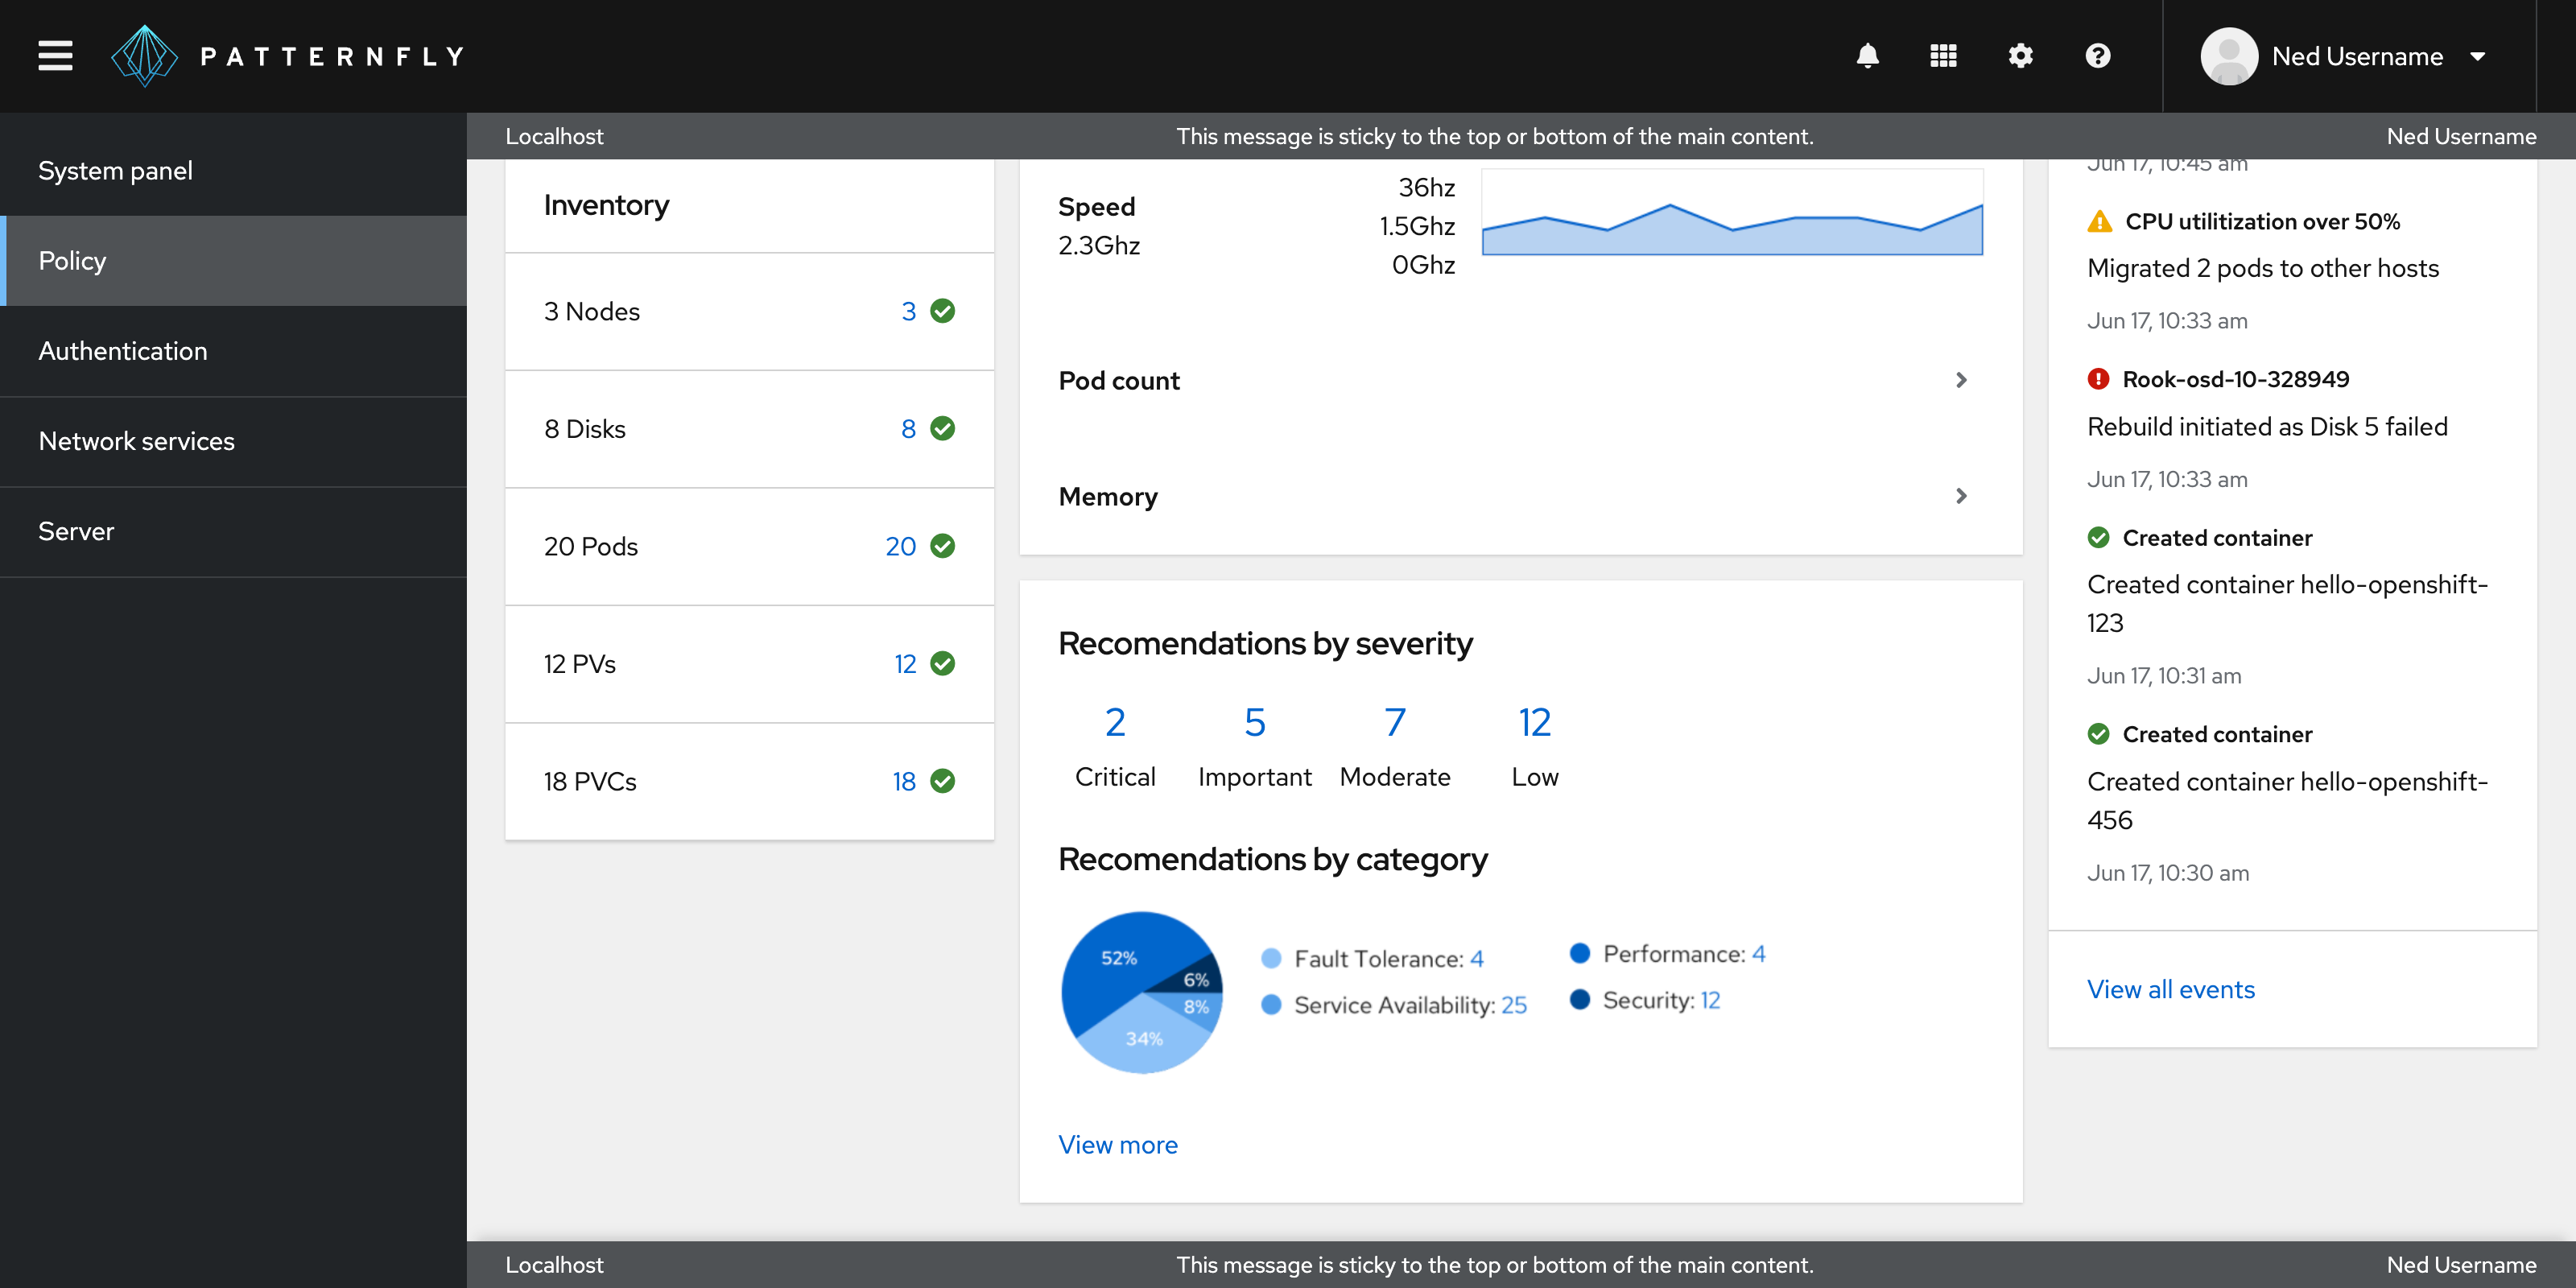 PATTERNFLY
Ned Username
System panel
Policy
Authentication
Network services
Server
Localhost
This message is sticky to the top or bottom of the main content.
Ned Username
Inventory
3 Nodes 3
8 Disks 8
20 Pods 20
12 PVs 12
18 PVCs 18
Speed
2.3Ghz
36hz
1.5Ghz
0Ghz
Pod count
Memory
Recomendations by severity
2 5 7 12
Critical Important Moderate Low
Recomendations by category
52%
6%
8%
34%
Fault Tolerance: 4
Service Availability: 25
Performance: 4
Security: 12
View more
Jun 17, 10:45 am
CPU utilitization over 50%
Migrated 2 pods to other hosts
Jun 17, 10:33 am
Rook-osd-10-328949
Rebuild initiated as Disk 5 failed
Jun 17, 10:33 am
Created container
Created container hello-openshift-
123
Jun 17, 10:31 am
Created container
Created container hello-openshift-
456
Jun 17, 10:30 am
View all events
Localhost
This message is sticky to the top or bottom of the main content.
Ned Username